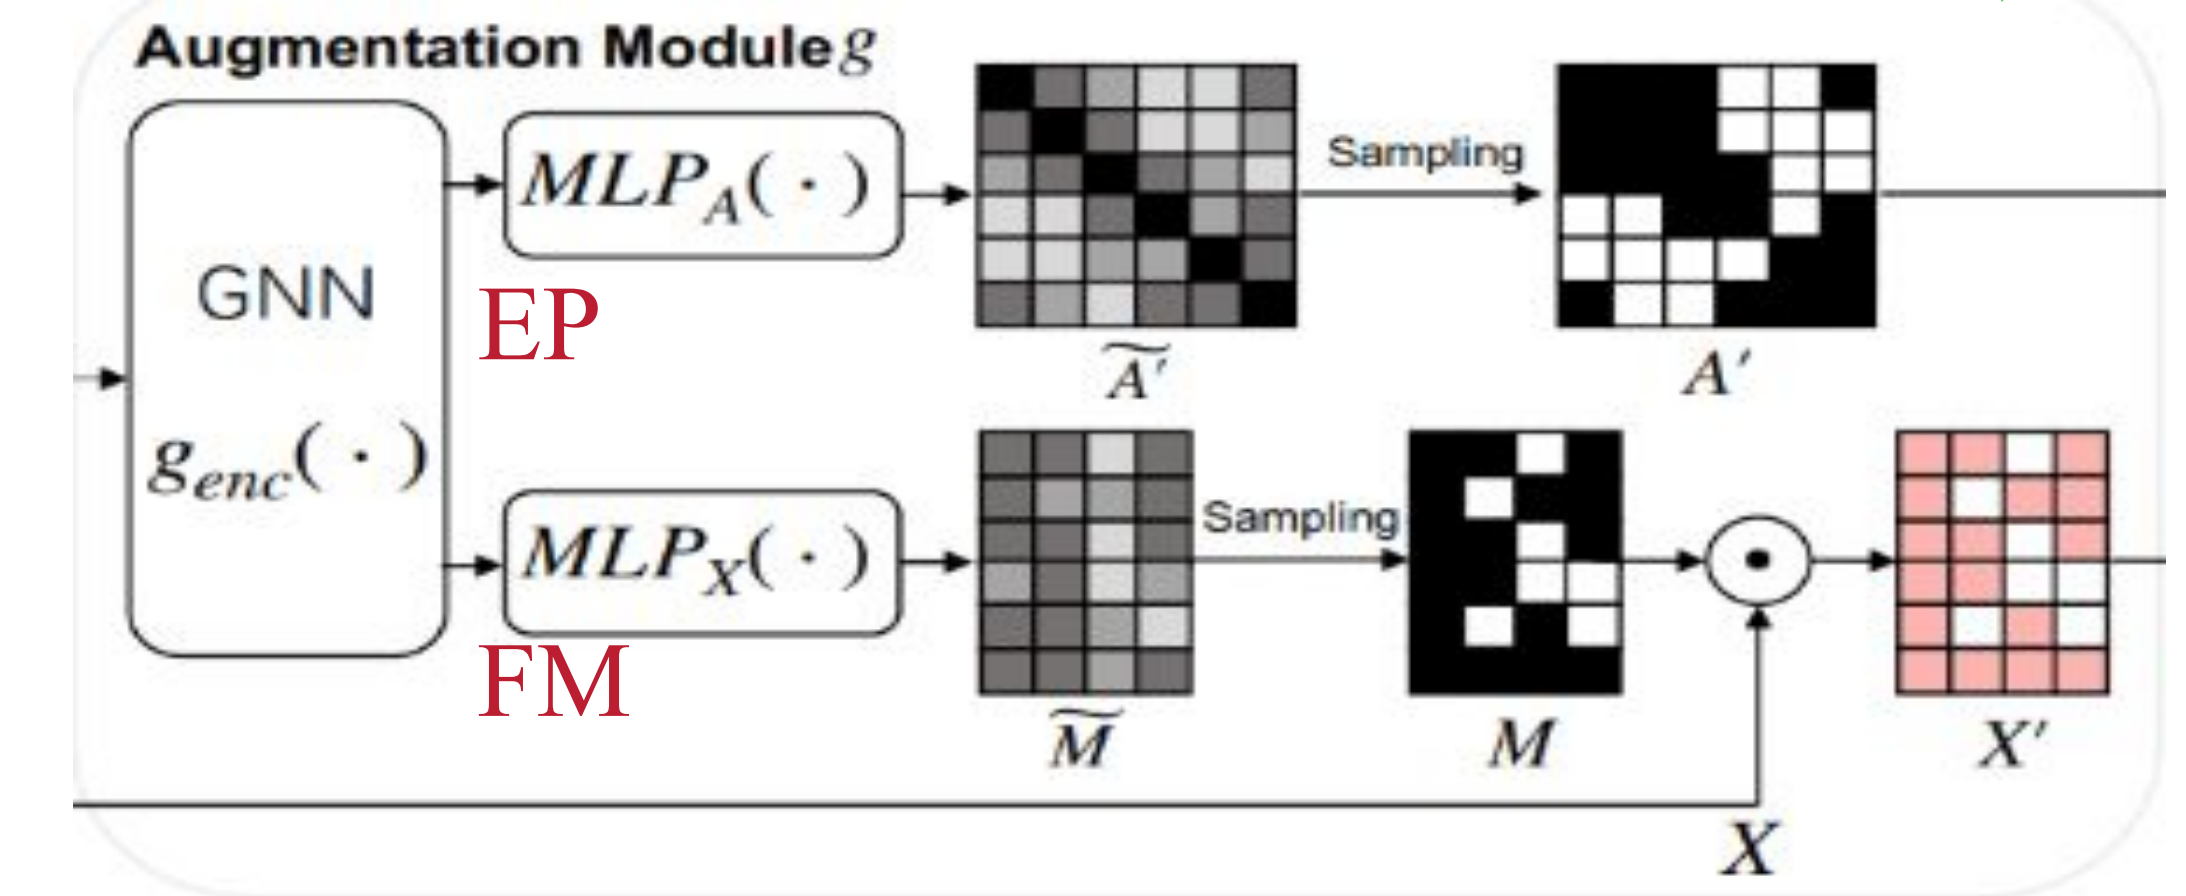 Augmentation Module g
GNN
g_enc(·)
MLP_A(·)
EP
Ã'
Sampling
A'
MLP_X(·)
FM
M̃
Sampling
M
X'
X